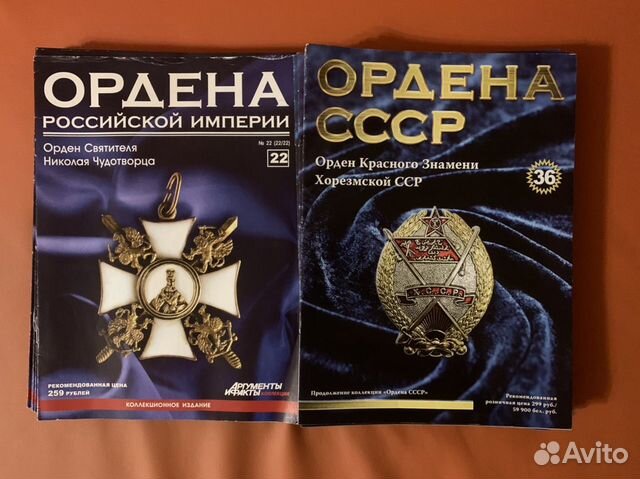 ОРДЕНА
РОССИЙСКОЙ ИМПЕРИИ
№ 22 (22/22)
Орден Святителя
Николая Чудотворца
22
РЕКОМЕНДОВАННАЯ ЦЕНА
259 РУБЛЕЙ
АРГУМЕНТЫ
И ФАКТЫ
КОЛЛЕКЦИЯ
КОЛЛЕКЦИОННОЕ ИЗДАНИЕ
ОРДЕНА
СССР
Орден Красного Знамени
Хорезмской ССР
36
Х.С.С.Р.
Продолжение коллекции «Ордена СССР»
Рекомендованная
розничная цена 299 руб./
59 900 бел. руб.
Avito